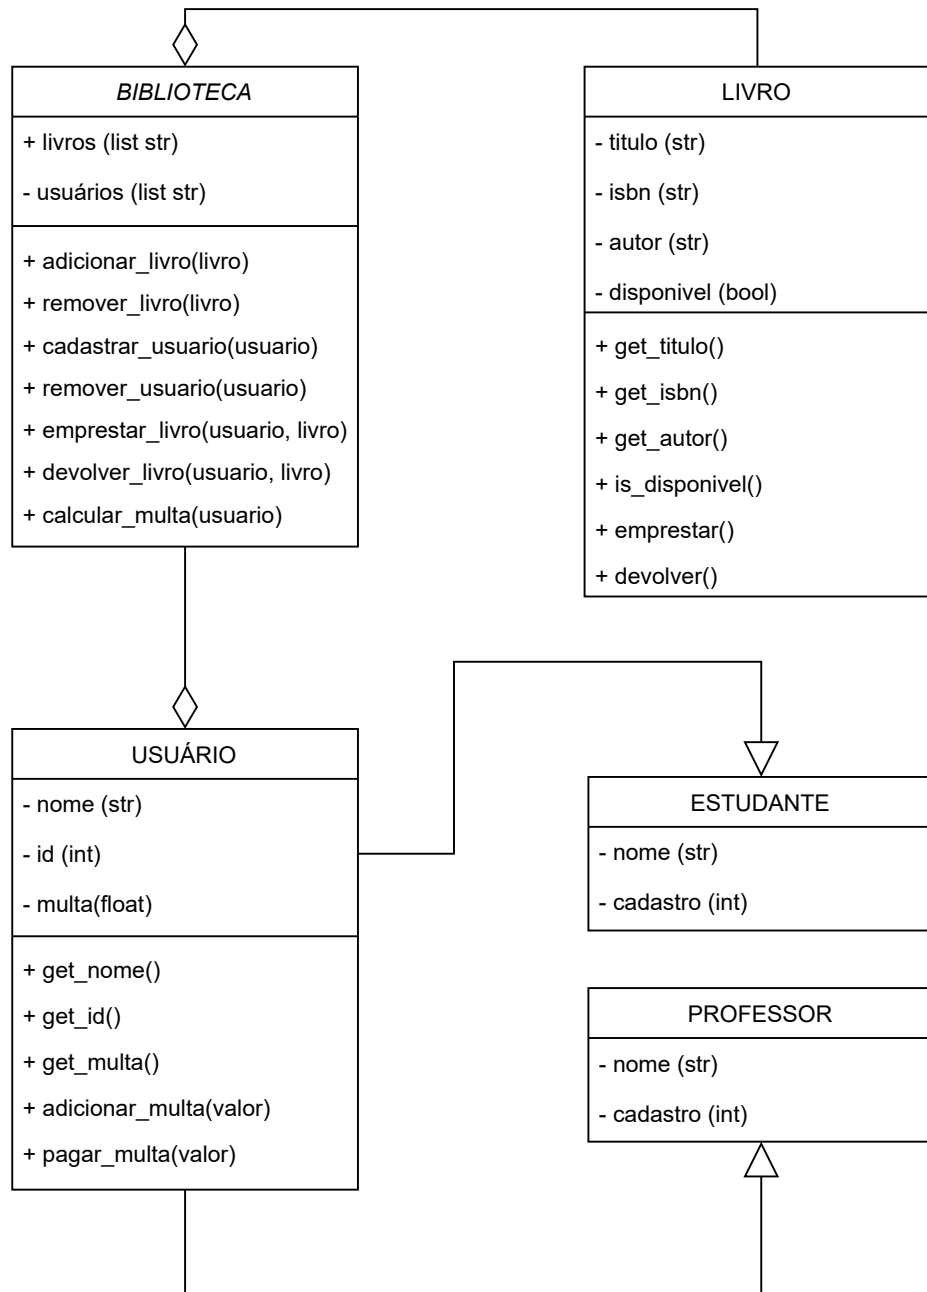 BIBLIOTECA
+ livros (list str)
- usuários (list str)
+ adicionar_livro(livro)
+ remover_livro(livro)
+ cadastrar_usuario(usuario)
+ remover_usuario(usuario)
+ emprestar_livro(usuario, livro)
+ devolver_livro(usuario, livro)
+ calcular_multa(usuario)
LIVRO
- titulo (str)
- isbn (str)
- autor (str)
- disponivel (bool)
+ get_titulo()
+ get_isbn()
+ get_autor()
+ is_disponivel()
+ emprestar()
+ devolver()
USUÁRIO
- nome (str)
- id (int)
- multa(float)
+ get_nome()
+ get_id()
+ get_multa()
+ adicionar_multa(valor)
+ pagar_multa(valor)
ESTUDANTE
- nome (str)
- cadastro (int)
PROFESSOR
- nome (str)
- cadastro (int)